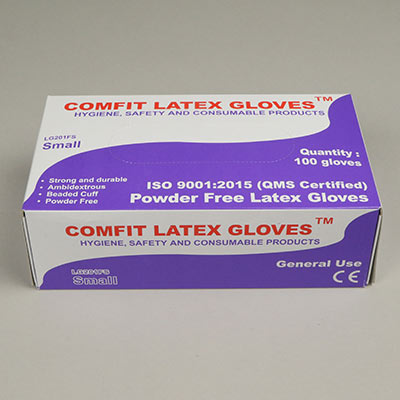 COMFIT LATEX GLOVES™
HYGIENE, SAFETY AND CONSUMABLE PRODUCTS
LG201FS
Small
Quantity :
100 gloves
• Strong and durable
• Ambidextrous
• Beaded Cuff
• Powder Free
ISO 9001:2015 (QMS Certified)
Powder Free Latex Gloves
COMFIT LATEX GLOVES™
HYGIENE, SAFETY AND CONSUMABLE PRODUCTS
LG201FS
Small
General Use
CE